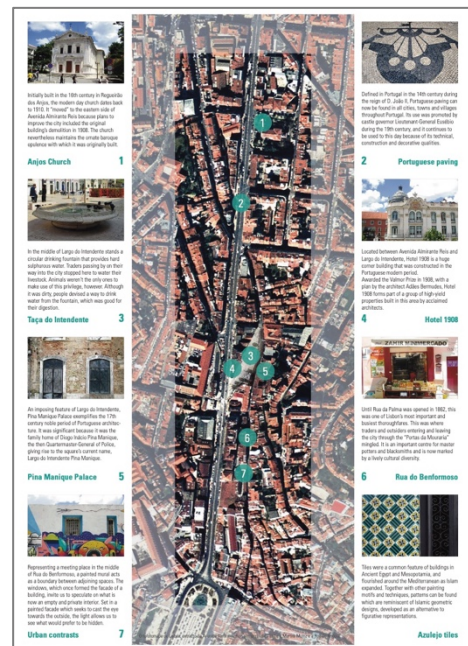 Initially built in the 16th century in Regueirão
dos Anjos, the modern day church dates back
to 1910. It "moved" to the eastern side of
Avenida Almirante Reis because plans to
improve the city included the original
building's demolition in 1908. The church
nevertheless maintains the ornate baroque
opulence with which it was originally built.
Anjos Church 1
In the middle of Largo do Intendente stands a
circular drinking fountain that provides hard
sulphurous water. Traders passing by on their
way into the city stopped here to water their
livestock. Animals weren't the only ones to
make use of this privilege, however. Although
it was dirty, people devised a way to drink
water from the fountain, which was good for
their digestion.
Taça do Intendente 3
An imposing feature of Largo do Intendente,
Pina Manique Palace exemplifies the 17th
century noble period of Portuguese architec-
ture. It was significant because it was the
family home of Diogo Inácio Pina Manique,
the then Quartermaster-General of Police,
giving rise to the square's current name,
Largo do Intendente Pina Manique.
Pina Manique Palace 5
Representing a meeting place in the middle
of Rua do Benformoso, a painted mural acts
as a boundary between adjoining spaces. The
windows, which once formed the facade of a
building, invite us to speculate on what is
now an empty and private interior. Set in a
painted facade which seeks to cast the eye
towards the outside, the light allows us to
see what would prefer to be hidden.
Urban contrasts 7
1
2
3
4
5
6
7
Defined in Portugal in the 14th century during
the reign of D. João II, Portuguese paving can
now be found in all cities, towns and villages
throughout Portugal. Its use was promoted by
castle governor Lieutenant-General Eusébio
during the 19th century, and it continues to
be used to this day because of its technical,
construction and decorative qualities.
2 Portuguese paving
Located between Avenida Almirante Reis and
Largo do Intendente, Hotel 1908 is a huge
corner building that was constructed in the
Portuguese modern period.
Awarded the Valmor Prize in 1908, with a
plan by the architect Adães Bermudes, Hotel
1908 forms part of a group of high-yield
properties built in this area by acclaimed
architects.
4 Hotel 1908
Until Rua da Palma was opened in 1862, this
was one of Lisbon's most important and
busiest thoroughfares. This was where
traders and outsiders entering and leaving
the city through the "Portas da Mouraria"
mingled. It is an important centre for master
potters and blacksmiths and is now marked
by a lively cultural diversity.
6 Rua do Benformoso
Tiles were a common feature of buildings in
Ancient Egypt and Mesopotamia, and
flourished around the Mediterranean as Islam
expanded. Together with other painting
motifs and techniques, patterns can be found
which are reminiscent of Islamic geometric
designs, developed as an alternative to
figurative representations.
Azulejo tiles